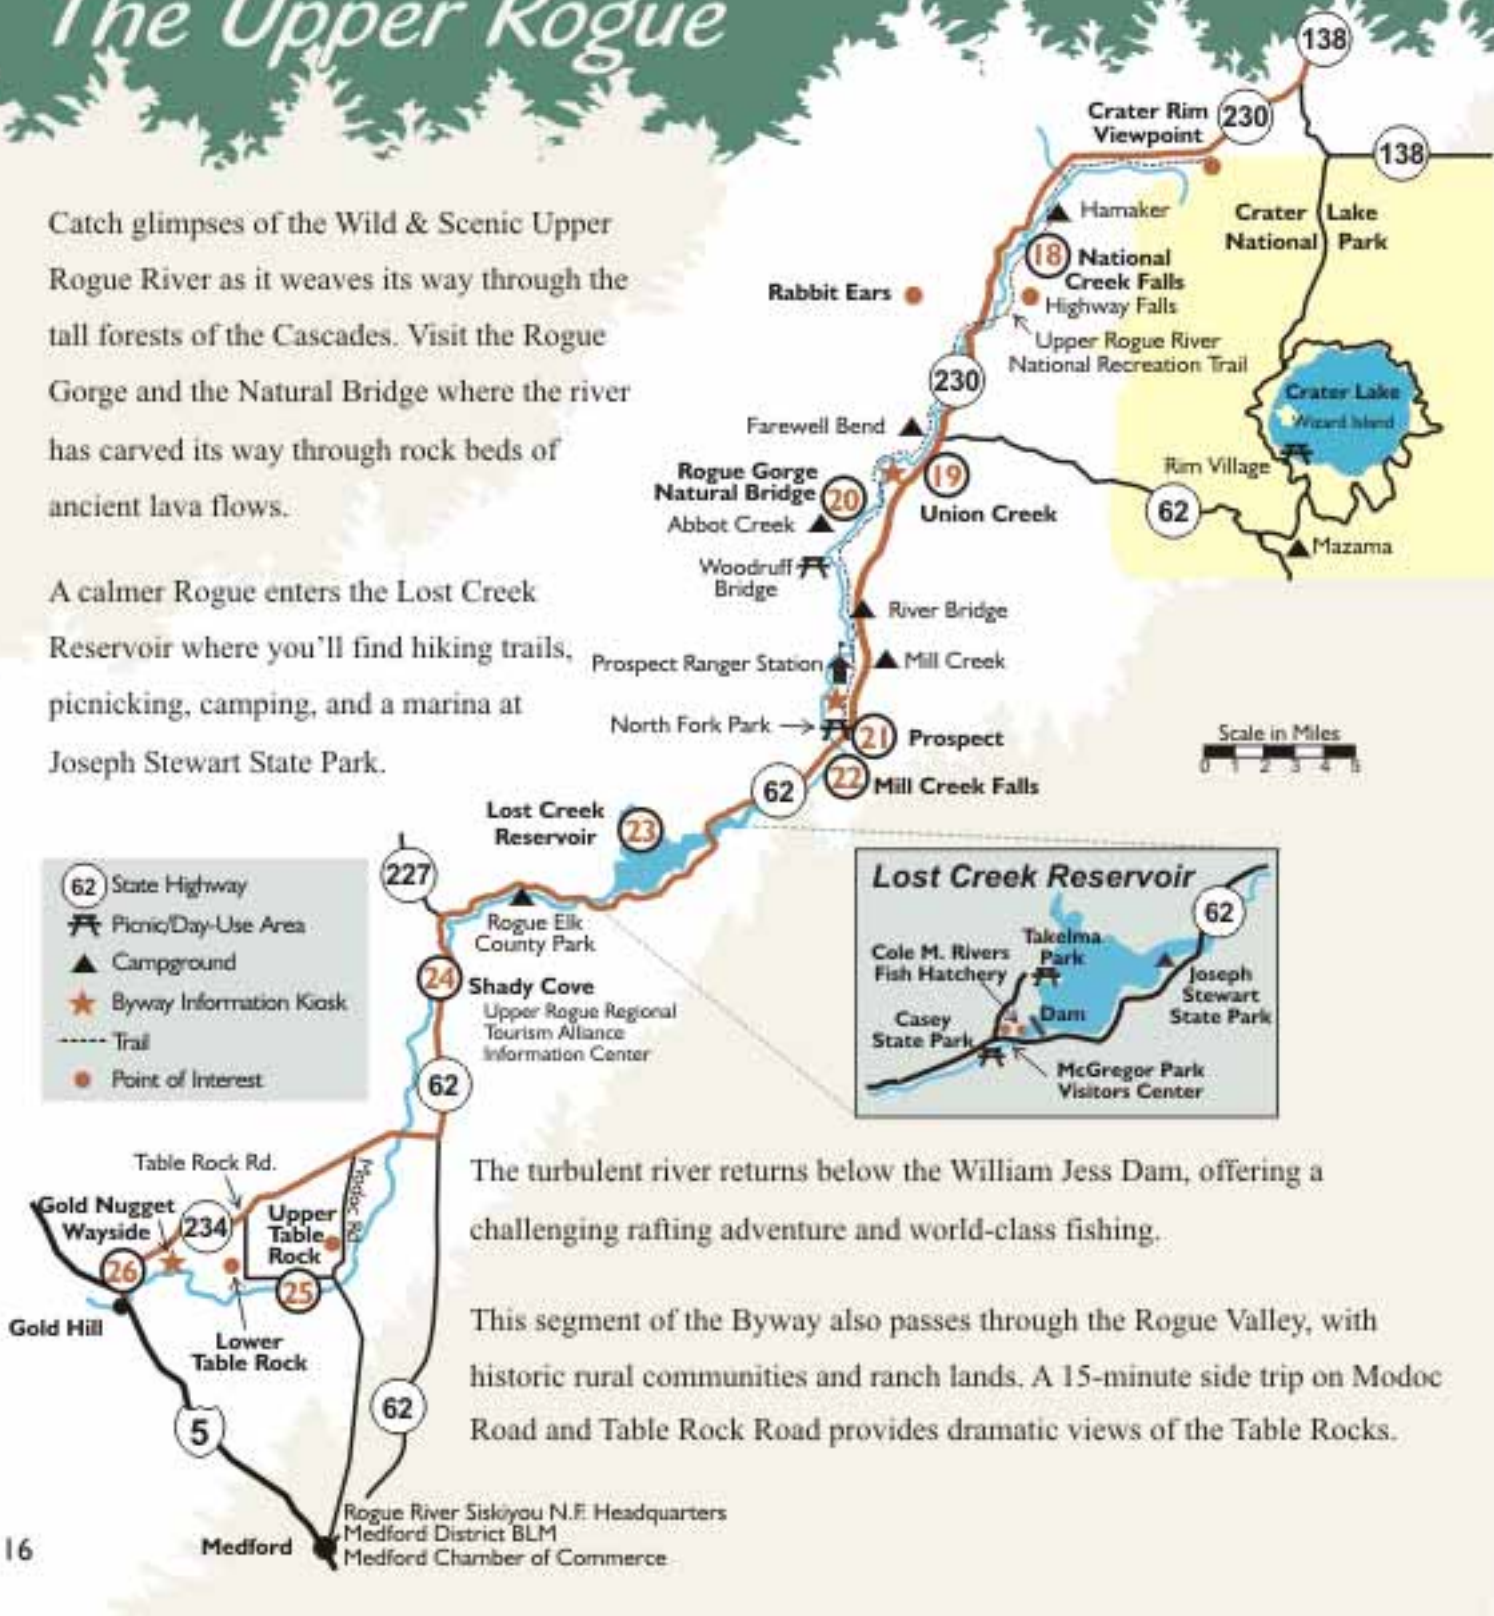 The Upper Rogue
Catch glimpses of the Wild & Scenic Upper
Rogue River as it weaves its way through the
tall forests of the Cascades. Visit the Rogue
Gorge and the Natural Bridge where the river
has carved its way through rock beds of
ancient lava flows.
A calmer Rogue enters the Lost Creek
Reservoir where you'll find hiking trails,
picnicking, camping, and a marina at
Joseph Stewart State Park.
138
230
Crater Rim
Viewpoint
138
Hamaker
Crater Lake
National Park
18 National
Creek Falls
Highway Falls
Rabbit Ears
Upper Rogue River
National Recreation Trail
230
Crater Lake
Wizard Island
Rim Village
Farewell Bend
19
Union Creek
Rogue Gorge
Natural Bridge 20
62
Mazama
Abbot Creek
Woodruff
Bridge
River Bridge
Prospect Ranger Station
Mill Creek
North Fork Park
21 Prospect
22 Mill Creek Falls
62
Scale in Miles
0 1 2 3 4 5
Lost Creek
Reservoir 23
227
Rogue Elk
County Park
24 Shady Cove
Upper Rogue Regional
Tourism Alliance
Information Center
62
62 State Highway
Picnic/Day-Use Area
Campground
Byway Information Kiosk
Trail
Point of Interest
Lost Creek Reservoir
62
Takelma
Park
Cole M. Rivers
Fish Hatchery
Joseph
Stewart
State Park
Casey
State Park
Dam
McGregor Park
Visitors Center
Table Rock Rd.
Modoc Rd
Gold Nugget
Wayside
234
Upper
Table
Rock
26
25
Gold Hill
Lower
Table Rock
The turbulent river returns below the William Jess Dam, offering a
challenging rafting adventure and world-class fishing.
This segment of the Byway also passes through the Rogue Valley, with
historic rural communities and ranch lands. A 15-minute side trip on Modoc
Road and Table Rock Road provides dramatic views of the Table Rocks.
62
5
Medford
Rogue River Siskiyou N.F. Headquarters
Medford District BLM
Medford Chamber of Commerce
16